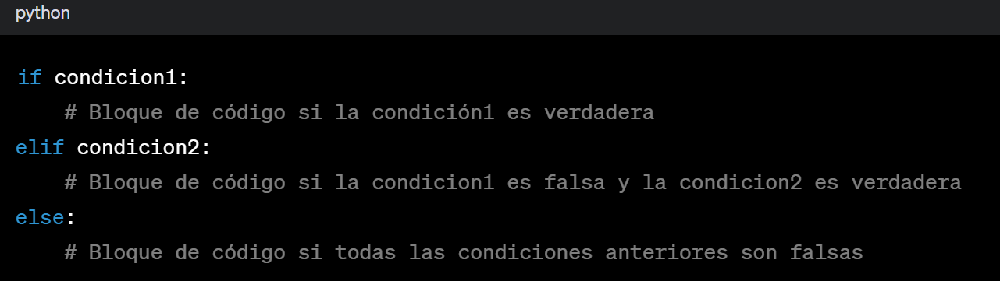 python
if condicion1:
    # Bloque de código si la condición1 es verdadera
elif condicion2:
    # Bloque de código si la condicion1 es falsa y la condicion2 es verdadera
else:
    # Bloque de código si todas las condiciones anteriores son falsas